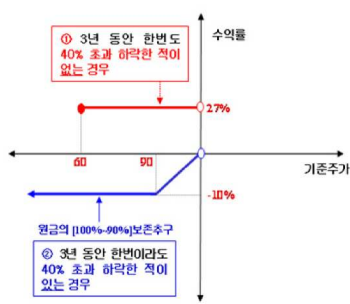 수익률
① 3년 동안 한번도
40% 초과 하락한 적이
없는 경우
27%
60
90
기준주가
-10%
원금의 [100%~90%]보존추구
② 3년 동안 한번이라도
40% 초과 하락한 적이
있는 경우